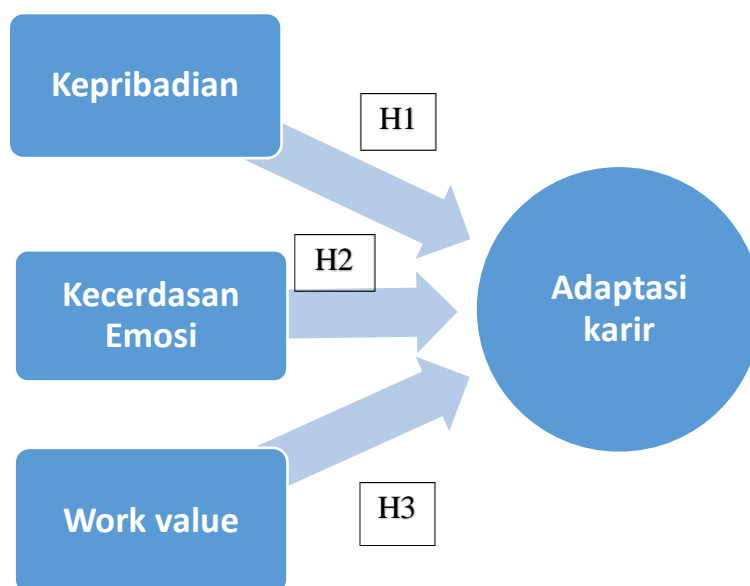 Kepribadian
H1
H2
Kecerdasan
Emosi
Adaptasi
karir
Work value
H3